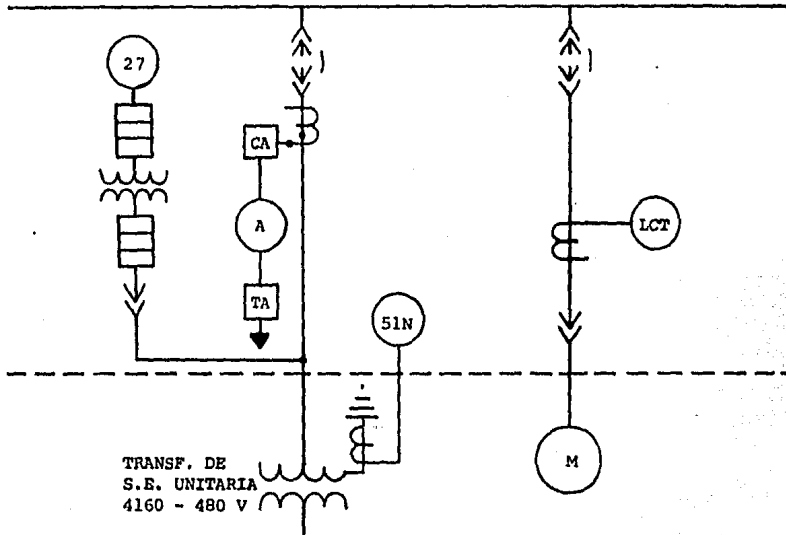 27
CA
A
LCT
TA
51N
TRANSF. DE
S.E. UNITARIA
4160 - 480 V
M